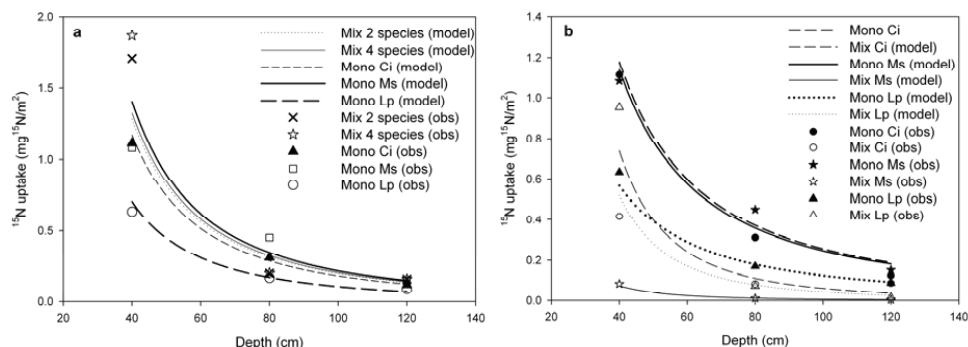 a
Mix 2 species (model)
Mix 4 species (model)
Mono Ci (model)
Mono Ms (model)
Mono Lp (model)
Mix 2 species (obs)
Mix 4 species (obs)
Mono Ci (obs)
Mono Ms (obs)
Mono Lp (obs)
2.0
1.5
1.0
0.5
0.0
¹⁵N uptake (mg¹⁵N/m²)
20 40 60 80 100 120 140
Depth (cm)
b
Mono Ci
Mix Ci (model)
Mono Ms (model)
Mix Ms (model)
Mono Lp (model)
Mix Lp (model)
Mono Ci (obs)
Mix Ci (obs)
Mono Ms (obs)
Mix Ms (obs)
Mono Lp (obs)
Mix Lp (obs)
1.4
1.2
1.0
0.8
0.6
0.4
0.2
0.0
¹⁵N uptake (mg¹⁵N/m²)
20 40 60 80 100 120 140
Depth (cm)